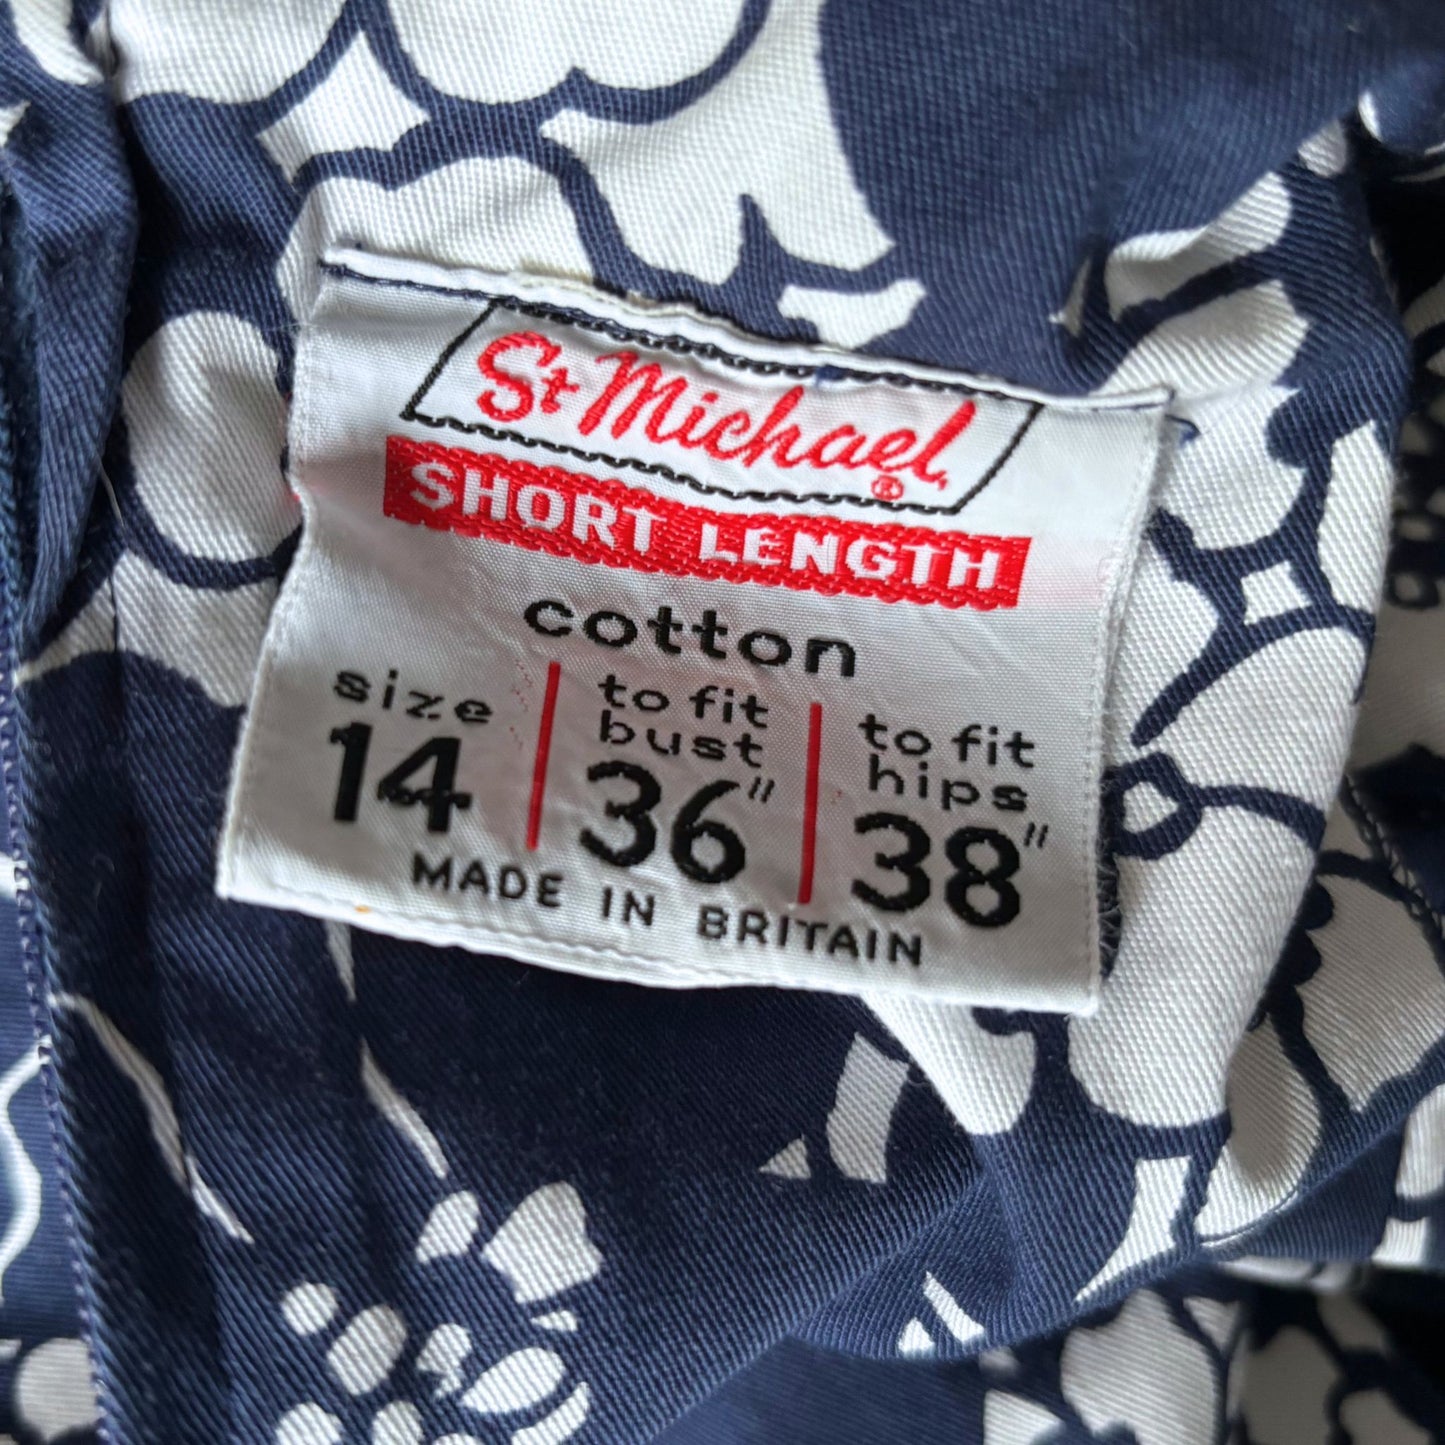 St Michael®
SHORT LENGTH
cotton
size
14
to fit
bust
36"
to fit
hips
38"
MADE IN BRITAIN